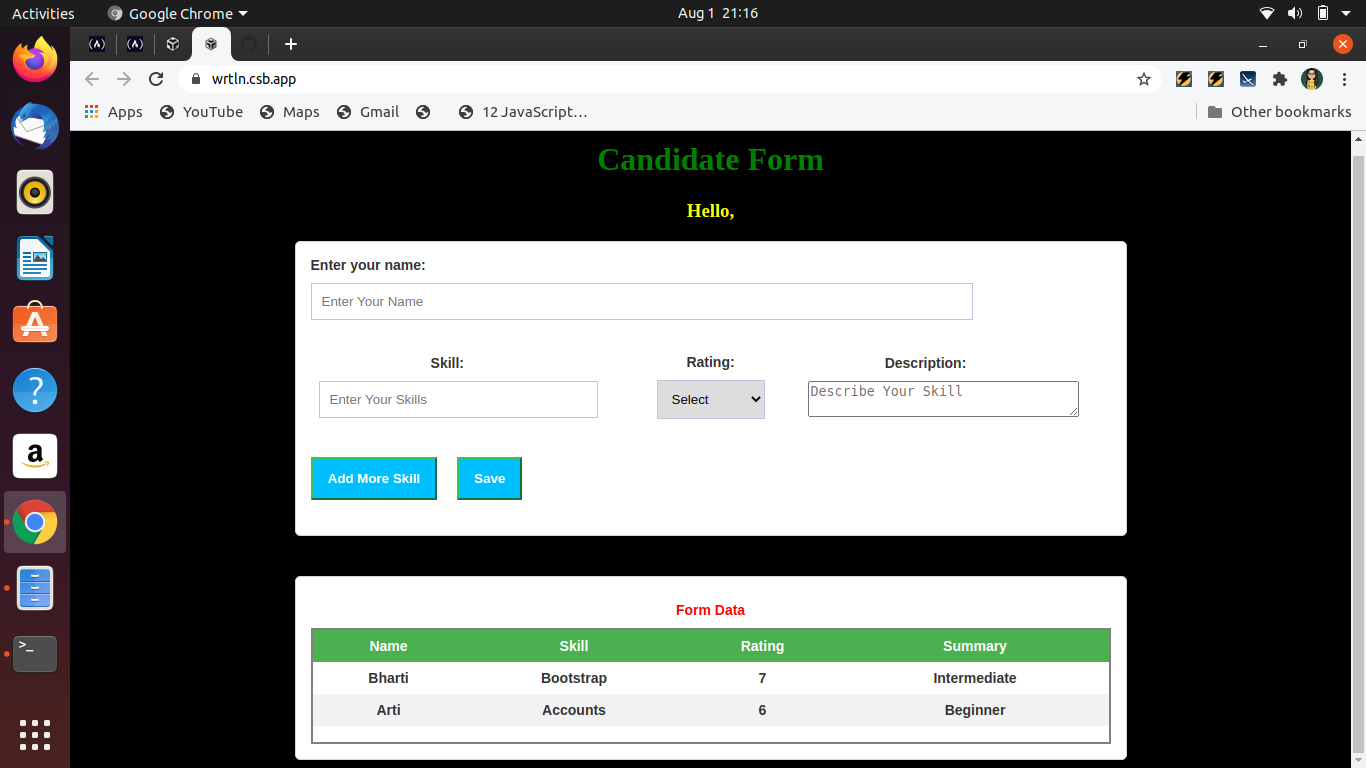 Activities Google Chrome Aug 1 21:16
wrtln.csb.app
Apps YouTube Maps Gmail 12 JavaScript… Other bookmarks
Candidate Form
Hello,
Enter your name:
Enter Your Name
Skill: Rating: Description:
Enter Your Skills Select Describe Your Skill
Add More Skill Save
Form Data
Name Skill Rating Summary
Bharti Bootstrap 7 Intermediate
Arti Accounts 6 Beginner